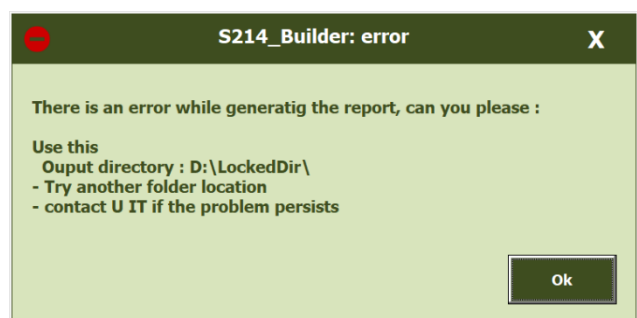 S214_Builder: error
X
There is an error while generatig the report, can you please :
Use this
Ouput directory : D:\LockedDir\
- Try another folder location
- contact U IT if the problem persists
Ok